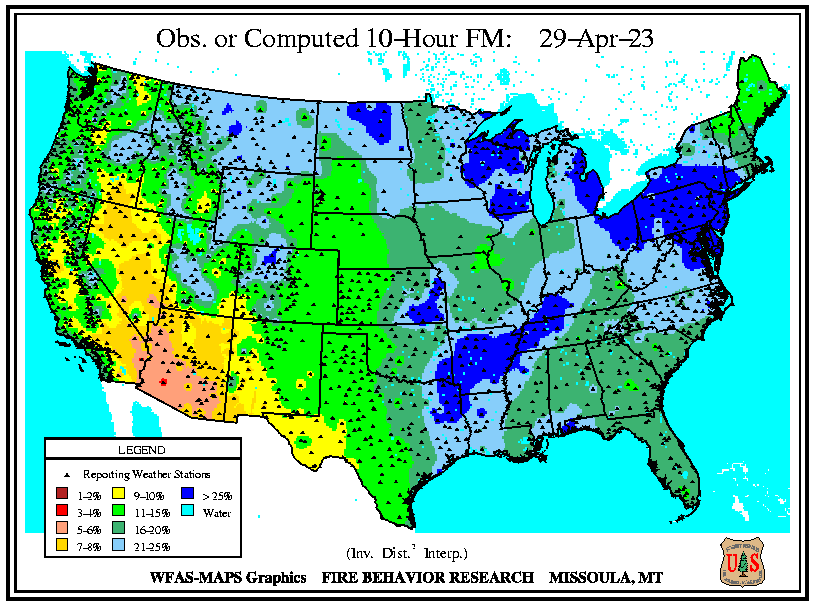 Obs. or Computed 10-Hour FM: 29-Apr-23
LEGEND
Reporting Weather Stations
1-2% 9-10% > 25%
3-4% 11-15% Water
5-6% 16-20%
7-8% 21-25%
(Inv. Dist.² Interp.)
WFAS-MAPS Graphics FIRE BEHAVIOR RESEARCH MISSOULA, MT
U S